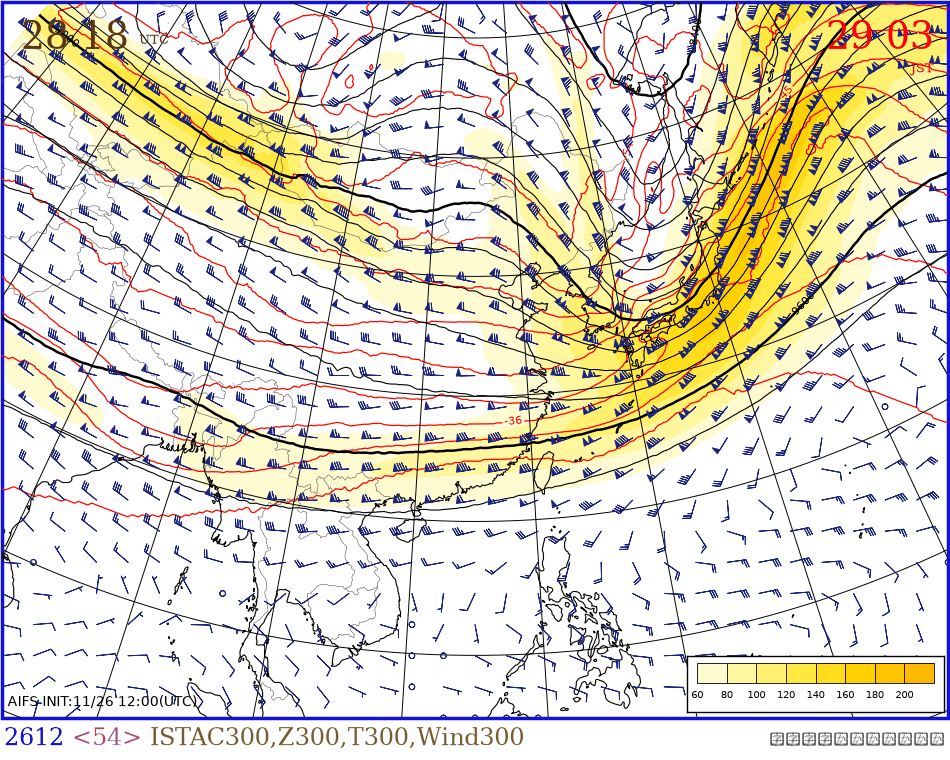 28 18 UTC
29 03
JST
-36
9600
AIFS-INIT:11/26 12:00(UTC)
60 80 100 120 140 160 180 200
2612 <54> ISTAC300,Z300,T300,Wind300